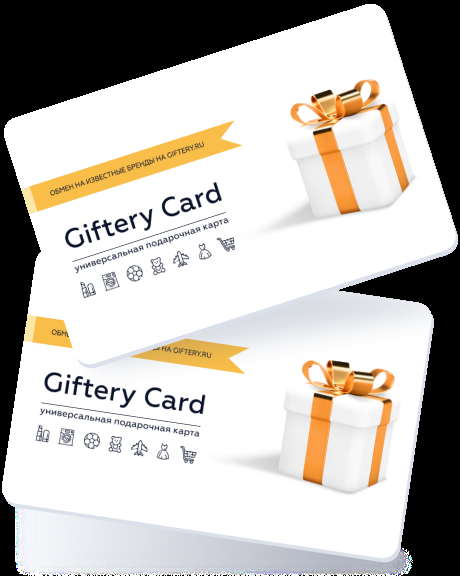 ОБМЕН НА ИЗВЕСТНЫЕ БРЕНДЫ НА GIFTERY.RU
Giftery Card
универсальная подарочная карта
НА GIFTERY.RU
Giftery Card
универсальная подарочная карта